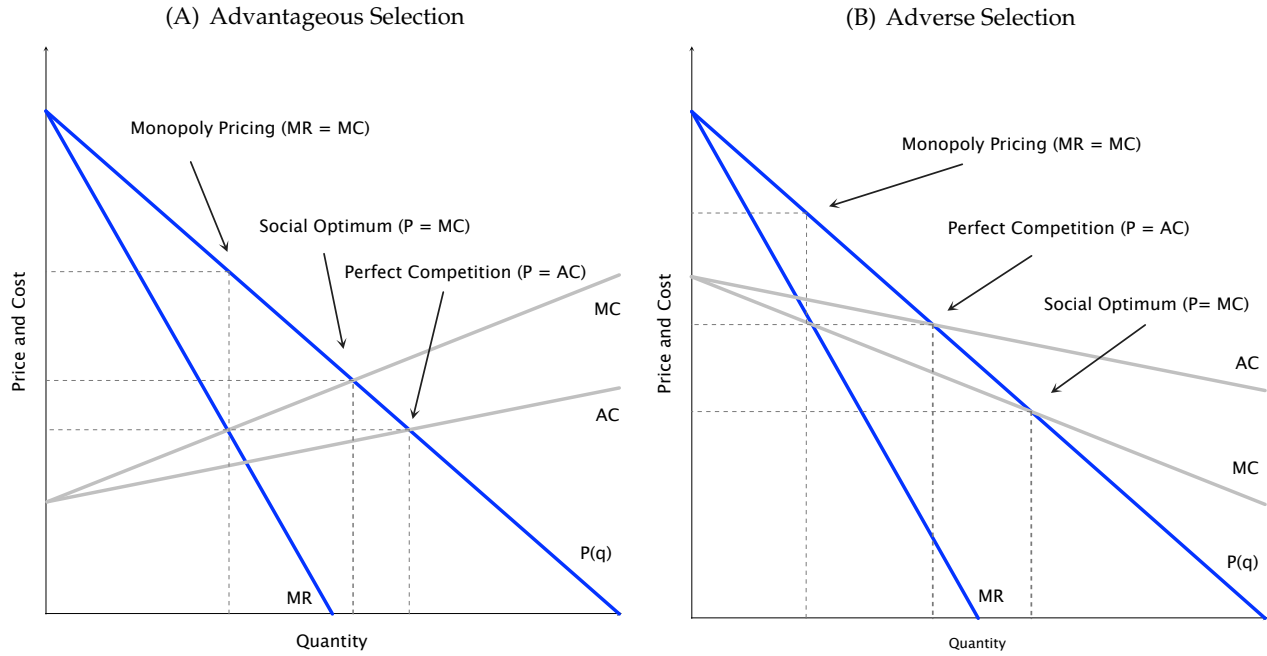 (A) Advantageous Selection
Monopoly Pricing (MR = MC)
Social Optimum (P = MC)
Perfect Competition (P = AC)
MC
AC
P(q)
MR
Price and Cost
Quantity
(B) Adverse Selection
Monopoly Pricing (MR = MC)
Perfect Competition (P = AC)
Social Optimum (P= MC)
AC
MC
P(q)
MR
Price and Cost
Quantity